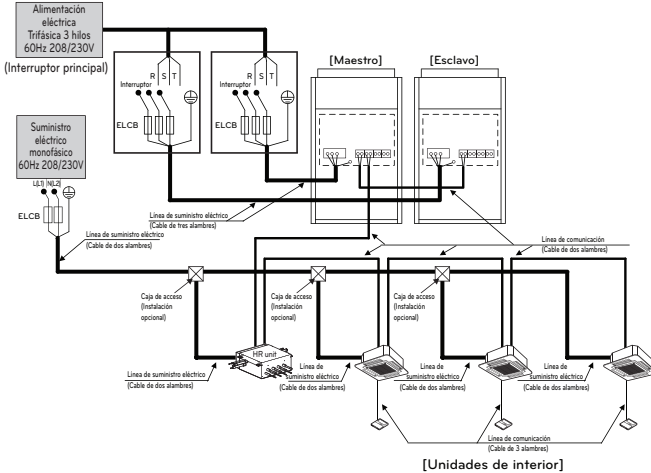 Alimentación
eléctrica
Trifásica 3 hilos
60Hz 208/230V
(Interruptor principal)
R S T
Interruptor
ELCB
R S T
Interruptor
ELCB
[Maestro]
[Esclavo]
Suministro
eléctrico
monofásico
60Hz 208/230V
L(L1) N(L2)
ELCB
Línea de suministro eléctrico
(Cable de dos alambres)
Línea de suministro eléctrico
(Cable de tres alambres)
Línea de comunicación
(Cable de dos alambres)
Caja de acceso
(Instalación
opcional)
Caja de acceso
(Instalación
opcional)
Caja de acceso
(Instalación
opcional)
HR unit
Línea de suministro eléctrico
(Cable de dos alambres)
Línea de
suministro eléctrico
(Cable de dos alambres)
Línea de
suministro eléctrico
(Cable de dos alambres)
Línea de
suministro eléctrico
(Cable de dos alambres)
Línea de comunicación
(Cable de 3 alambres)
[Unidades de interior]